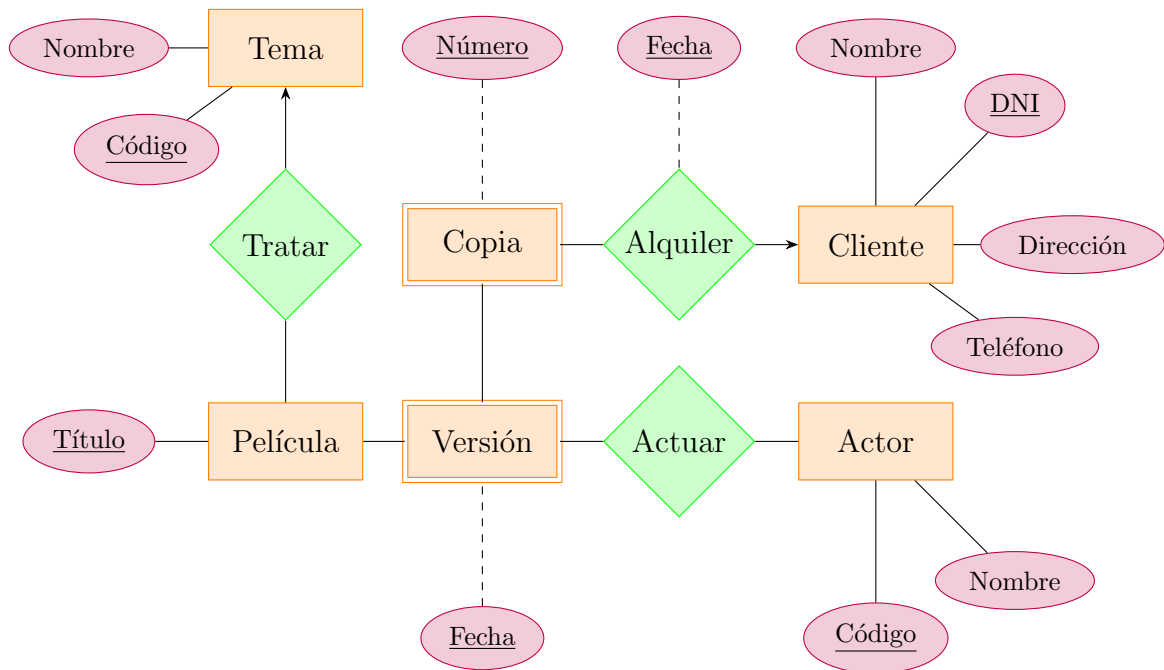 Nombre
Tema
Número
Fecha
Nombre
DNI
Código
Tratar
Copia
Alquiler
Cliente
Dirección
Teléfono
Título
Película
Versión
Actuar
Actor
Nombre
Fecha
Código